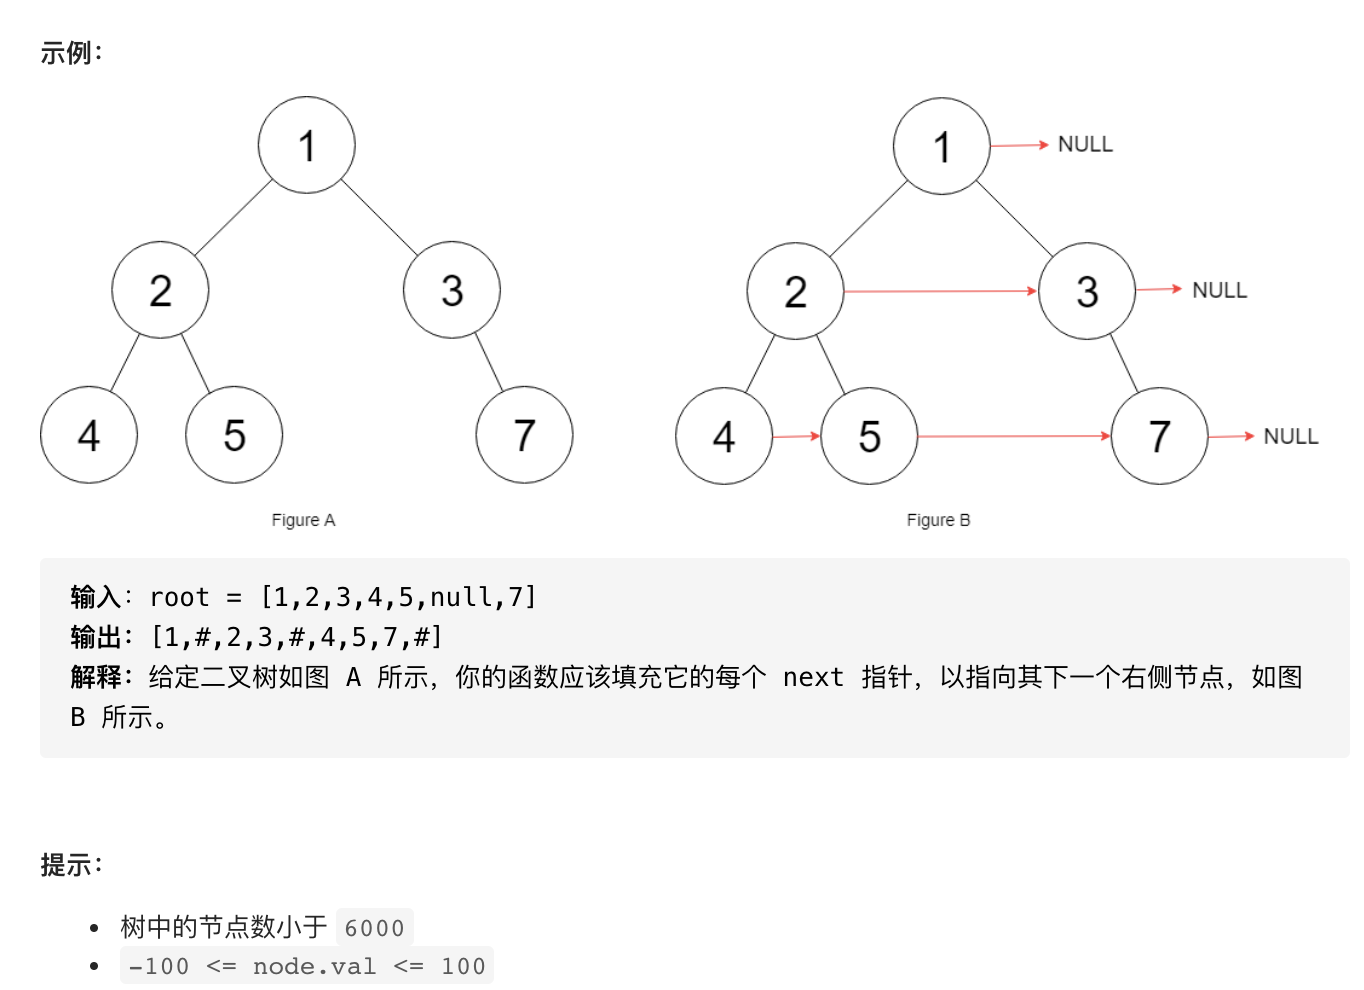 示例：
1
2
3
4
5
7
Figure A
1
NULL
2
3
NULL
4
5
7
NULL
Figure B
输入：root = [1,2,3,4,5,null,7]
输出：[1,#,2,3,#,4,5,7,#]
解释：给定二叉树如图 A 所示，你的函数应该填充它的每个 next 指针，以指向其下一个右侧节点，如图
B 所示。
提示：
• 树中的节点数小于 6000
• -100 <= node.val <= 100